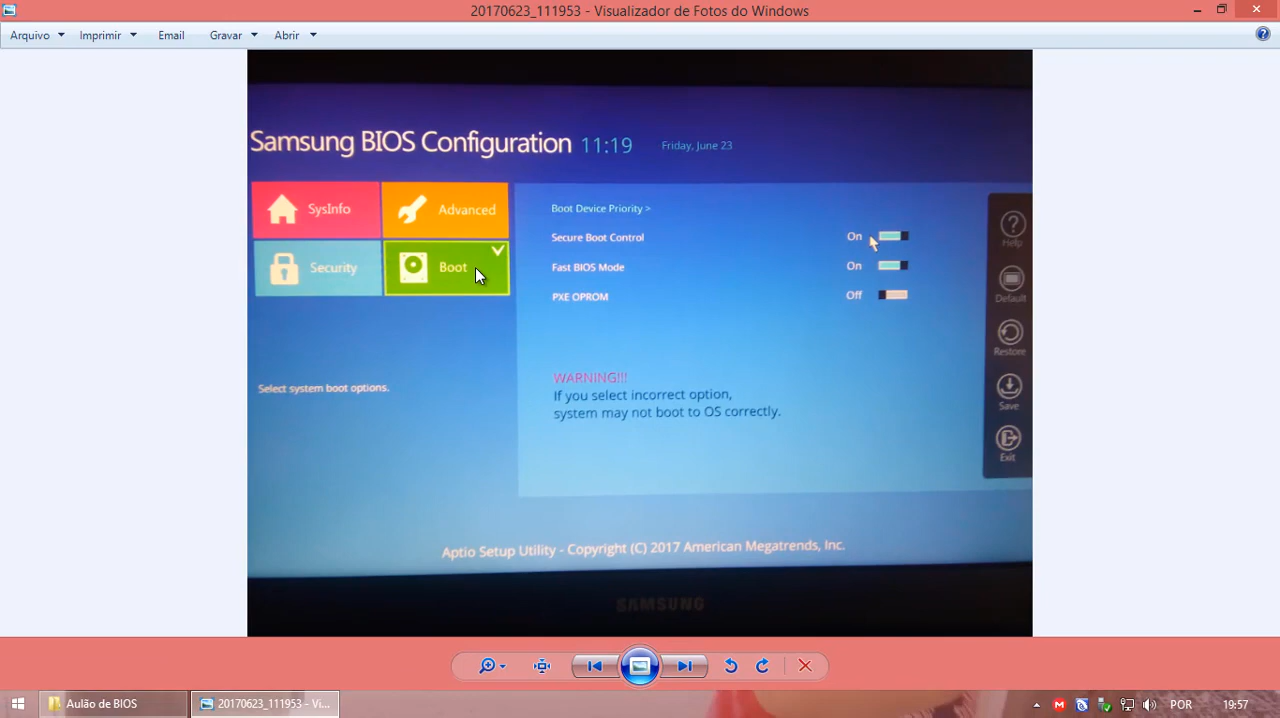 20170623_111953 - Visualizador de Fotos do Windows
Arquivo Imprimir Email Gravar Abrir
Samsung BIOS Configuration 11:19 Friday, June 23
SysInfo Advanced
Security Boot
Select system boot options.
Boot Device Priority >
Secure Boot Control On
Fast BIOS Mode On
PXE OPROM Off
WARNING!!!
If you select incorrect option,
system may not boot to OS correctly.
Help
Default
Restore
Save
Exit
Aptio Setup Utility - Copyright (C) 2017 American Megatrends, Inc.
SAMSUNG
Aulão de BIOS 20170623_111953 - Vi... POR 19:57